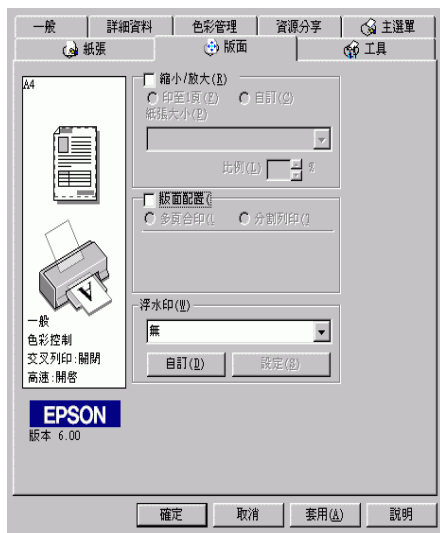 一般 詳細資料 色彩管理 資源分享 主選單
紙張 版面 工具
A4
縮小/放大(R)
印至1頁(F) 自訂(C)
紙張大小(P)
比例(L) %
版面配置(
多頁合印(L 分割列印(
浮水印(W)
無
自訂(D) 設定(S)
一般
色彩控制
交叉列印:關閉
高速:開啓
EPSON
版本 6.00
確定 取消 套用(A) 說明